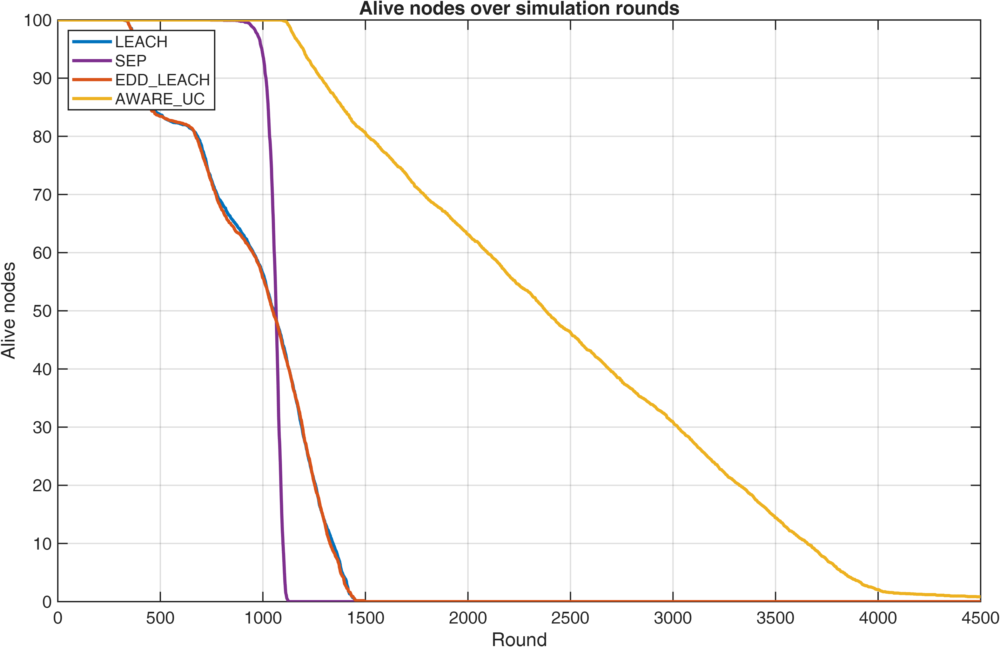 Alive nodes over simulation rounds
100
90
80
70
60
50
40
30
20
10
0
Alive nodes
LEACH
SEP
EDD_LEACH
AWARE_UC
0 500 1000 1500 2000 2500 3000 3500 4000 4500
Round